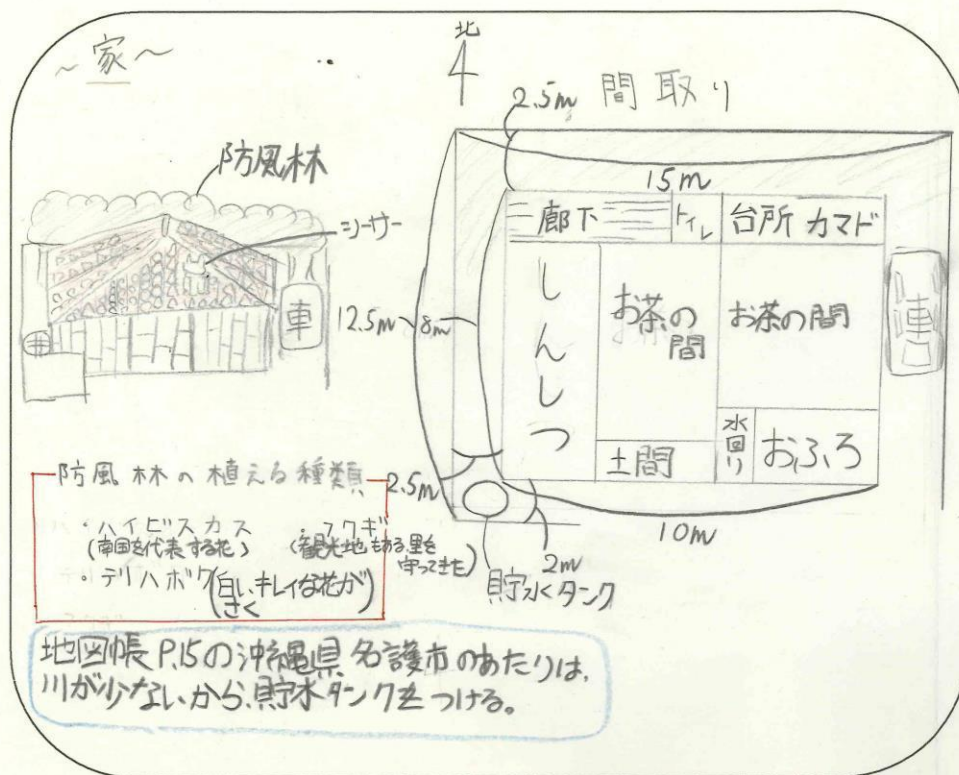 ~家~
北
4
2.5m 間取り
防風林
シーサー
車
15m
廊下
トイレ
台所 カマド
12.5m
8m
しんしつ
お茶の間
お茶の間
車
土間
水回り
おふろ
2.5m
2m
10m
貯水タンク
防風林の植える種類
・ハイビスカス
(南国を代表する花)
・フクギ
(観光地もある、里を
守ってきた)
・テリハボク(白い、キレイな花が
さく)
地図帳P.15の沖縄県名護市のあたりは、
川が少ないから、貯水タンクをつける。